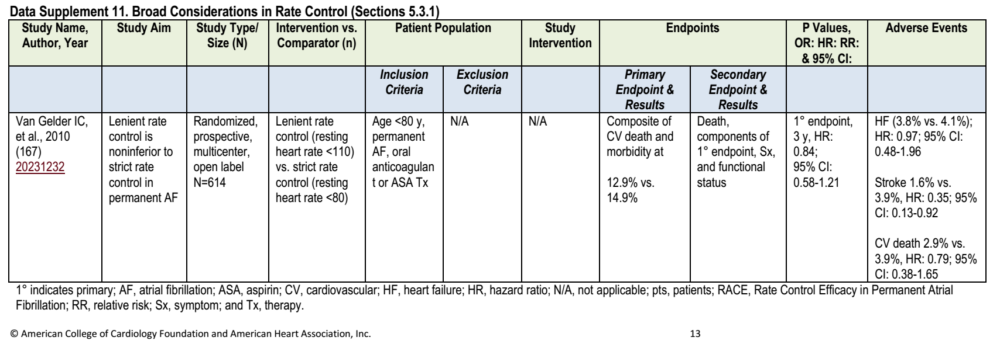 Data Supplement 11. Broad Considerations in Rate Control (Sections 5.3.1)
Study Name,
Author, Year
Study Aim
Study Type/
Size (N)
Intervention vs.
Comparator (n)
Patient Population
Study
Intervention
Endpoints
P Values,
OR: HR: RR:
& 95% CI:
Adverse Events
Inclusion
Criteria
Exclusion
Criteria
Primary
Endpoint &
Results
Secondary
Endpoint &
Results
Van Gelder IC,
et al., 2010
(167)
20231232
Lenient rate
control is
noninferior to
strict rate
control in
permanent AF
Randomized,
prospective,
multicenter,
open label
N=614
Lenient rate
control (resting
heart rate <110)
vs. strict rate
control (resting
heart rate <80)
Age <80 y,
permanent
AF, oral
anticoagulan
t or ASA Tx
N/A
N/A
Composite of
CV death and
morbidity at
12.9% vs.
14.9%
Death,
components of
1° endpoint, Sx,
and functional
status
1° endpoint,
3 y, HR:
0.84;
95% CI:
0.58-1.21
HF (3.8% vs. 4.1%);
HR: 0.97; 95% CI:
0.48-1.96
Stroke 1.6% vs.
3.9%, HR: 0.35; 95%
CI: 0.13-0.92
CV death 2.9% vs.
3.9%, HR: 0.79; 95%
CI: 0.38-1.65
1° indicates primary; AF, atrial fibrillation; ASA, aspirin; CV, cardiovascular; HF, heart failure; HR, hazard ratio; N/A, not applicable; pts, patients; RACE, Rate Control Efficacy in Permanent Atrial
Fibrillation; RR, relative risk; Sx, symptom; and Tx, therapy.
© American College of Cardiology Foundation and American Heart Association, Inc.
13